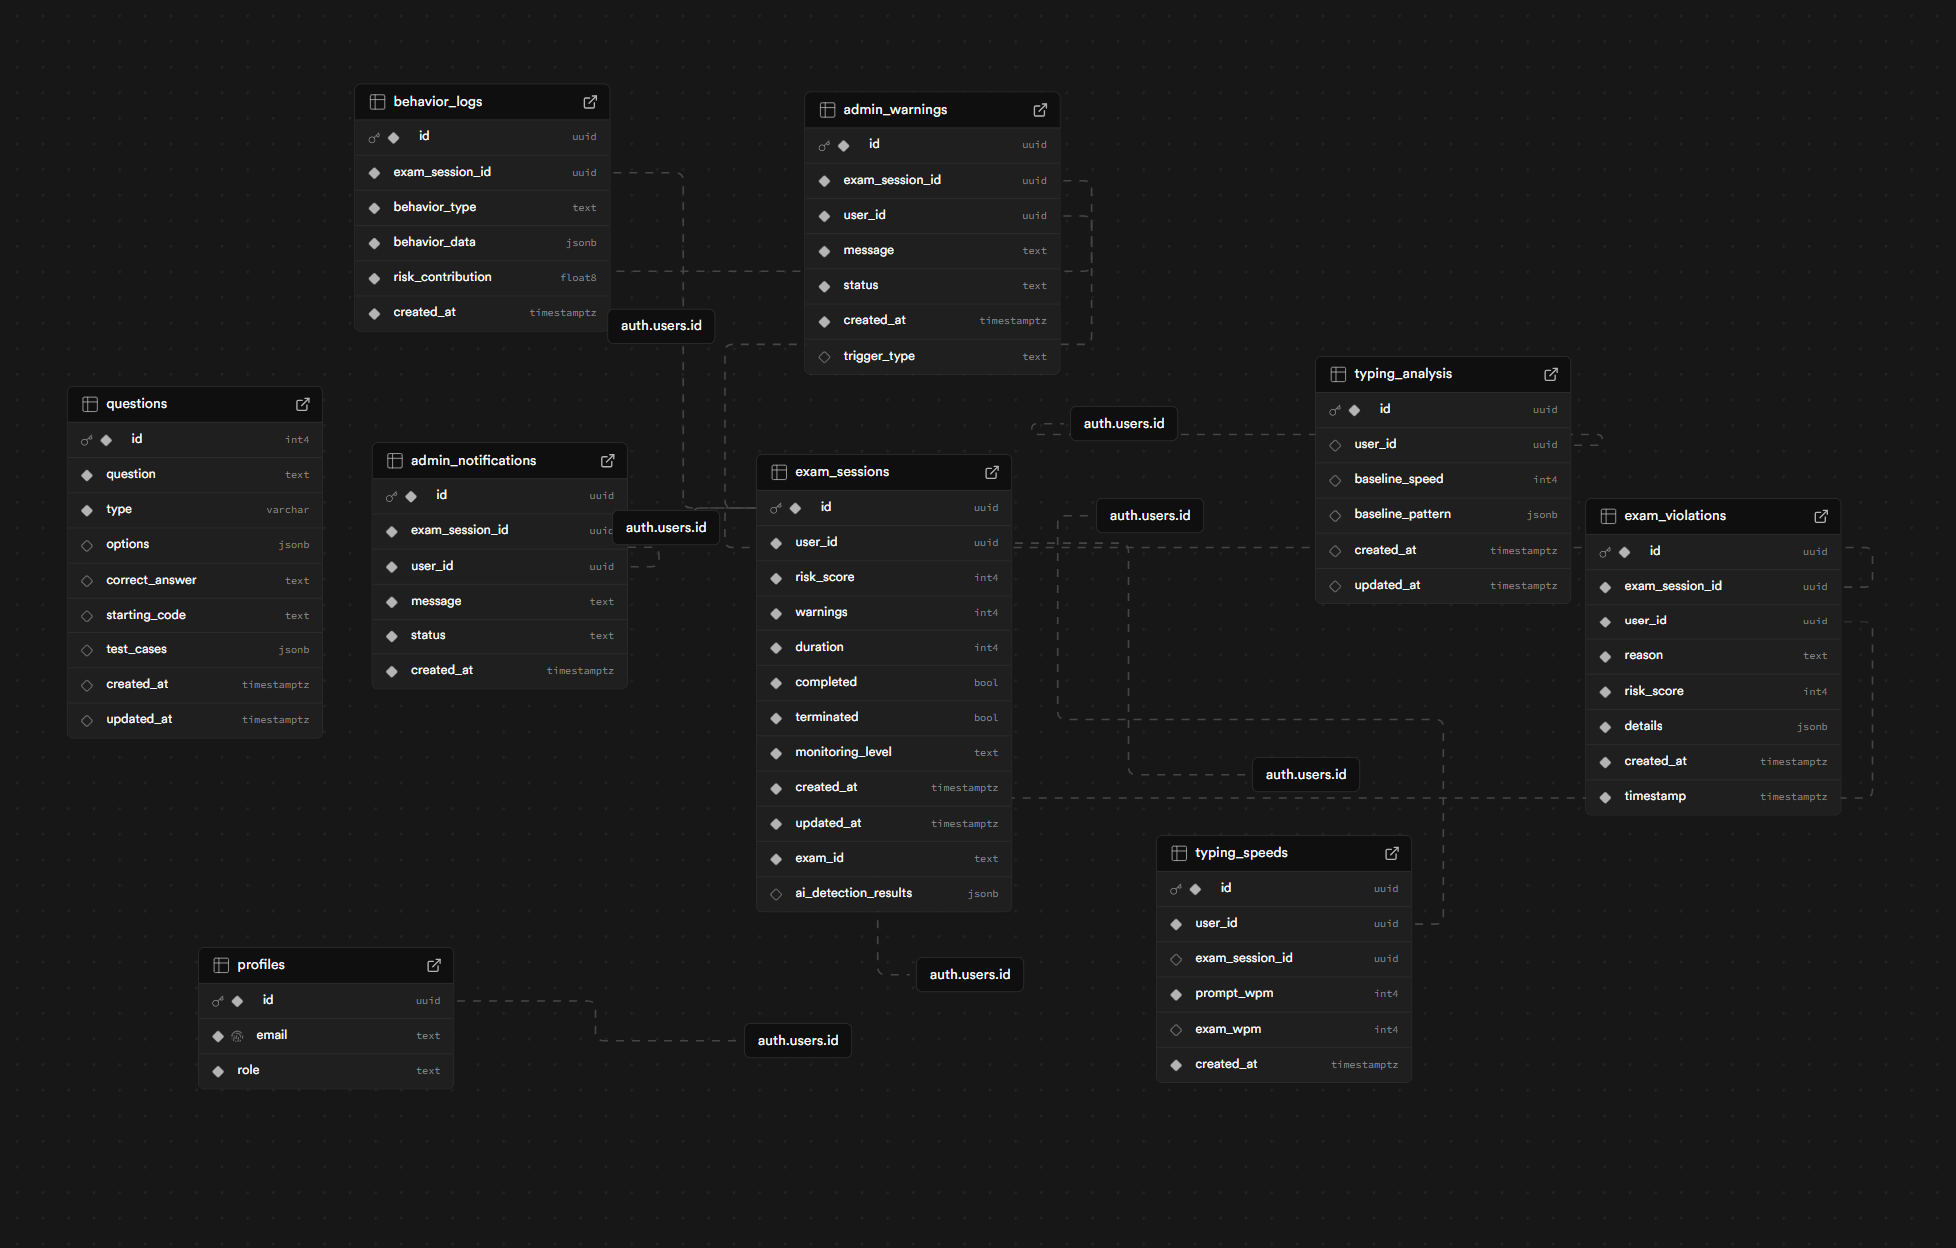 behavior_logs
id uuid
exam_session_id uuid
behavior_type text
behavior_data jsonb
risk_contribution float8
created_at timestamptz
auth.users.id
admin_warnings
id uuid
exam_session_id uuid
user_id uuid
message text
status text
created_at timestamptz
trigger_type text
questions
id int4
question text
type varchar
options jsonb
correct_answer text
starting_code text
test_cases jsonb
created_at timestamptz
updated_at timestamptz
admin_notifications
id uuid
exam_session_id uuid
user_id uuid
message text
status text
created_at timestamptz
auth.users.id
exam_sessions
id uuid
user_id uuid
risk_score int4
warnings int4
duration int4
completed bool
terminated bool
monitoring_level text
created_at timestamptz
updated_at timestamptz
exam_id text
ai_detection_results jsonb
auth.users.id
auth.users.id
typing_analysis
id uuid
user_id uuid
baseline_speed int4
baseline_pattern jsonb
created_at timestamptz
updated_at timestamptz
exam_violations
id uuid
exam_session_id uuid
user_id uuid
reason text
risk_score int4
details jsonb
created_at timestamptz
timestamp timestamptz
auth.users.id
typing_speeds
id uuid
user_id uuid
exam_session_id uuid
prompt_wpm int4
exam_wpm int4
created_at timestamptz
auth.users.id
profiles
id uuid
email text
role text
auth.users.id